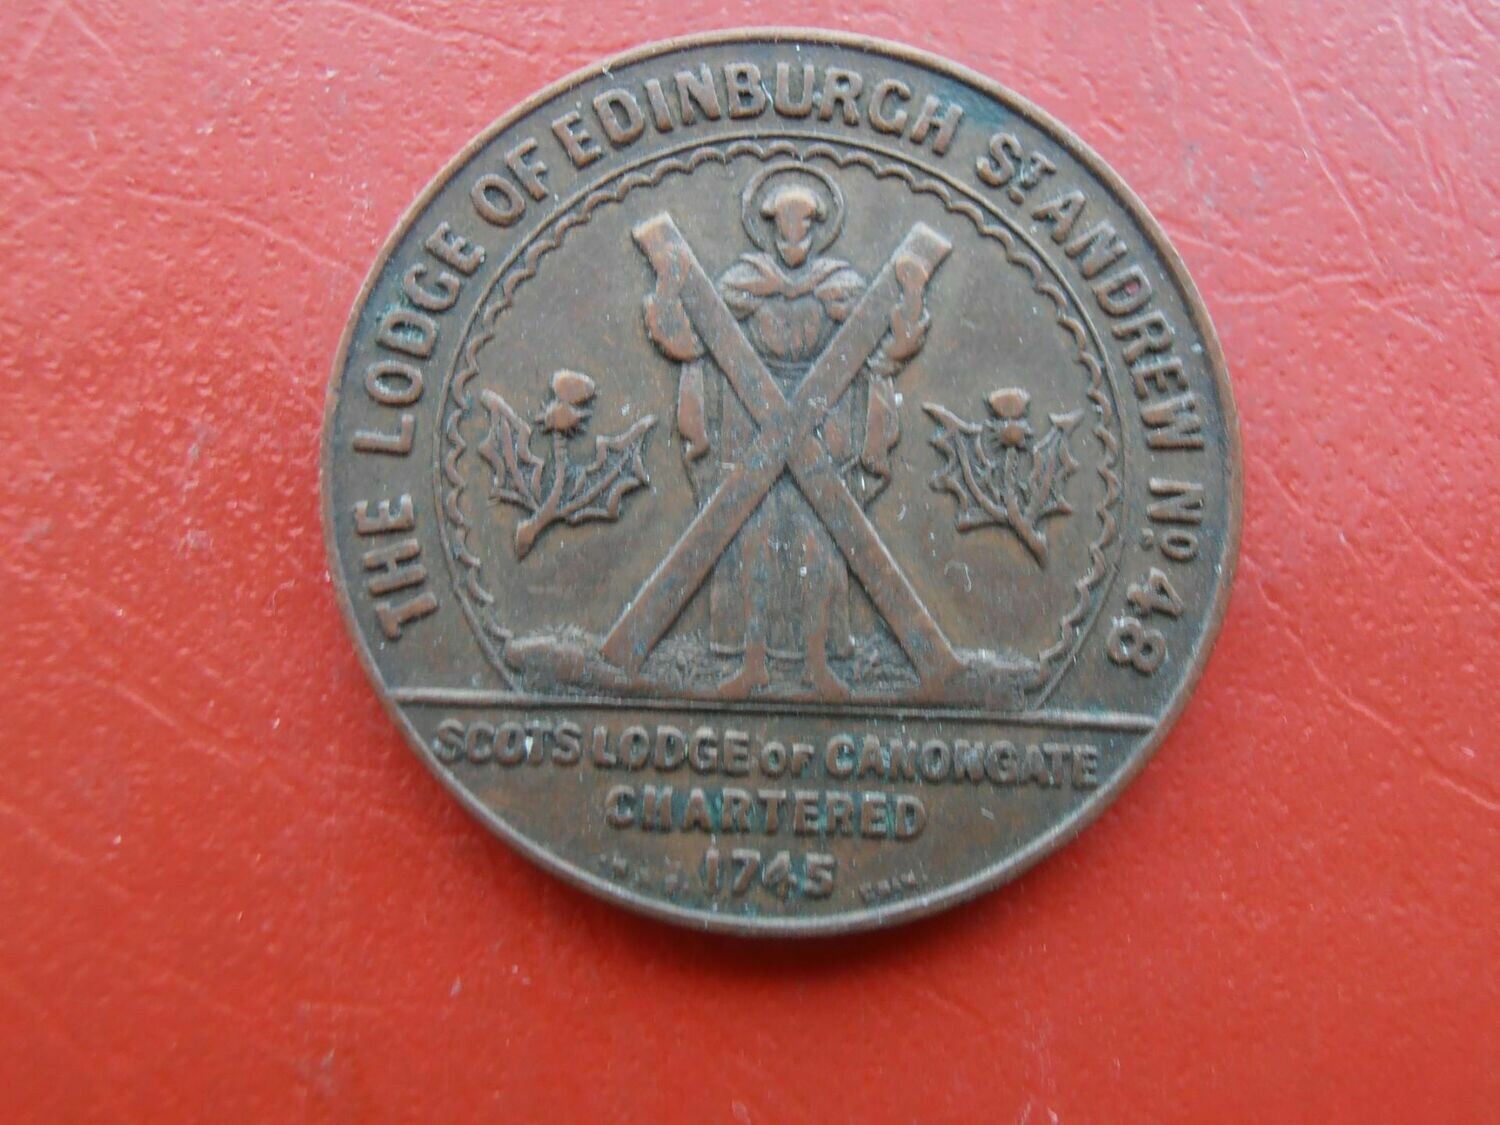 THE LODGE OF EDINBURGH ST ANDREW No. 48
SCOTS LODGE OF CANONGATE
CHARTERED
1745